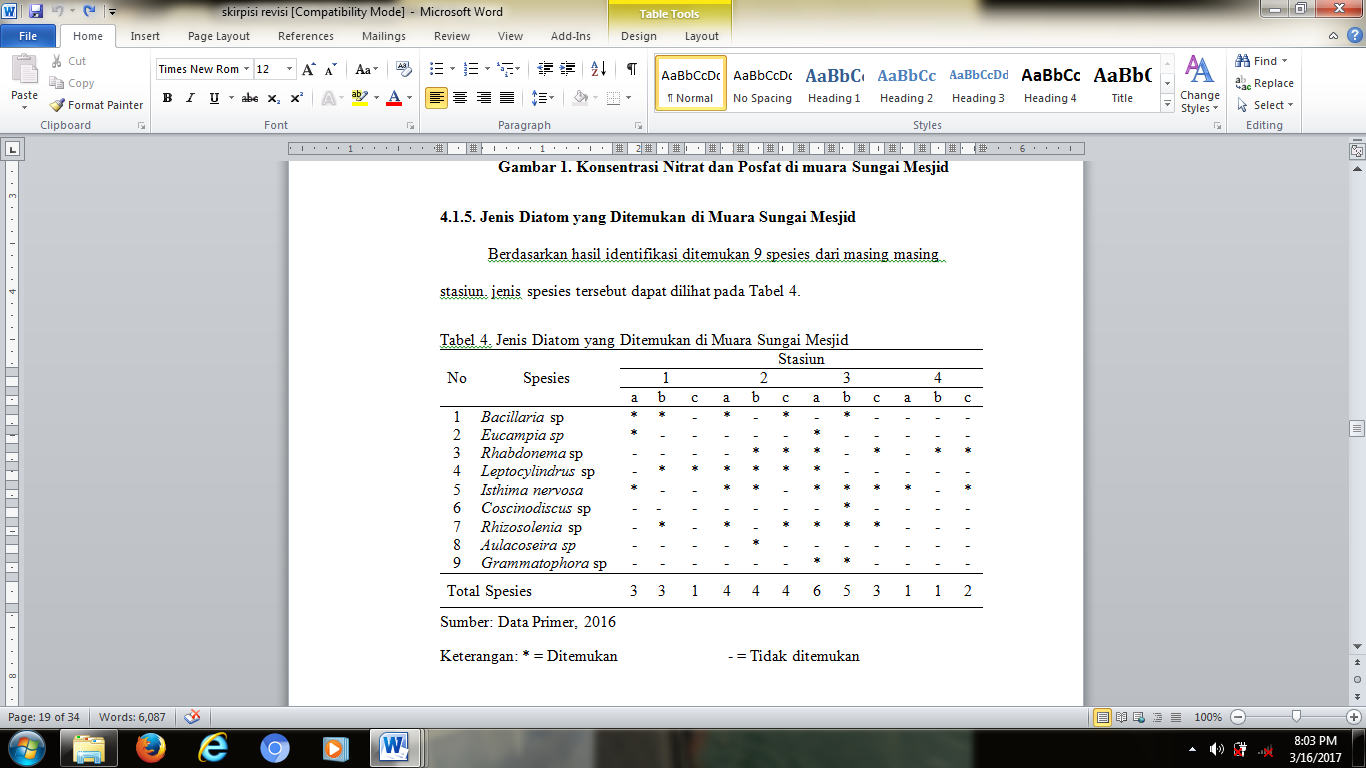 skirpisi revisi [Compatibility Mode] - Microsoft Word
Table Tools
File Home Insert Page Layout References Mailings Review View Add-Ins Design Layout
Paste
Cut
Copy
Format Painter
Clipboard
Times New Rom 12
Font
Paragraph
AaBbCcDc AaBbCcDc AaBbC AaBbCc AaBbCcDd AaBbCc AaBbC
¶ Normal No Spacing Heading 1 Heading 2 Heading 3 Heading 4 Title
Change Styles
Styles
Find
Replace
Select
Editing
Gambar 1. Konsentrasi Nitrat dan Posfat di muara Sungai Mesjid
4.1.5. Jenis Diatom yang Ditemukan di Muara Sungai Mesjid
Berdasarkan hasil identifikasi ditemukan 9 spesies dari masing masing
stasiun. jenis spesies tersebut dapat dilihat pada Tabel 4.
Tabel 4. Jenis Diatom yang Ditemukan di Muara Sungai Mesjid
Stasiun
No Spesies 1 2 3 4
a b c a b c a b c a b c
1 Bacillaria sp * * - * - * - * - - - -
2 Eucampia sp * - - - - - * - - - - -
3 Rhabdonema sp - - - - * * * - * - * *
4 Leptocylindrus sp - * * * * * * - - - - -
5 Isthima nervosa * - - * * - * * * * - *
6 Coscinodiscus sp - - - - - - - * - - - -
7 Rhizosolenia sp - * - * - * * * * - - -
8 Aulacoseira sp - - - - * - - - - - - -
9 Grammatophora sp - - - - - - * * - - - -
Total Spesies 3 3 1 4 4 4 6 5 3 1 1 2
Sumber: Data Primer, 2016
Keterangan: * = Ditemukan - = Tidak ditemukan
Page: 19 of 34 Words: 6,087 100%
8:03 PM
3/16/2017